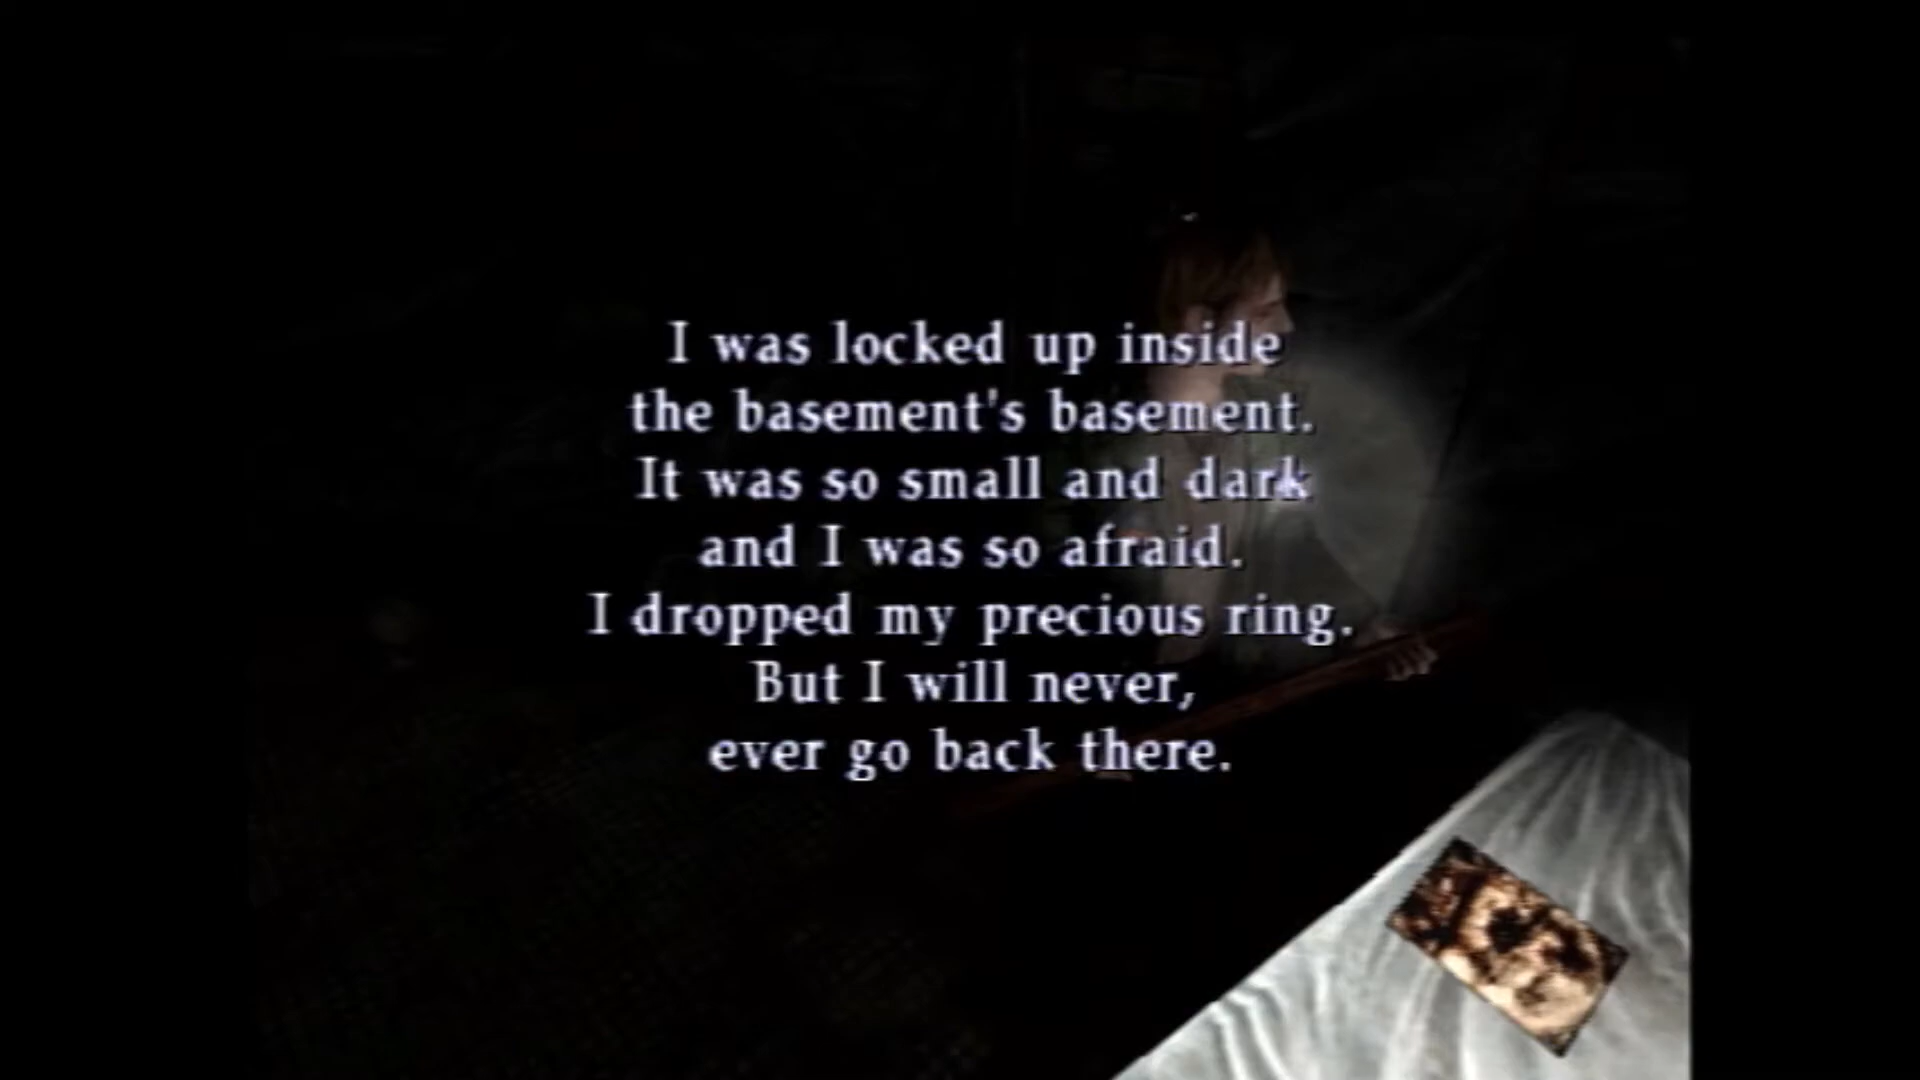 I was locked up inside
the basement's basement.
It was so small and dark
and I was so afraid.
I dropped my precious ring.
But I will never,
ever go back there.